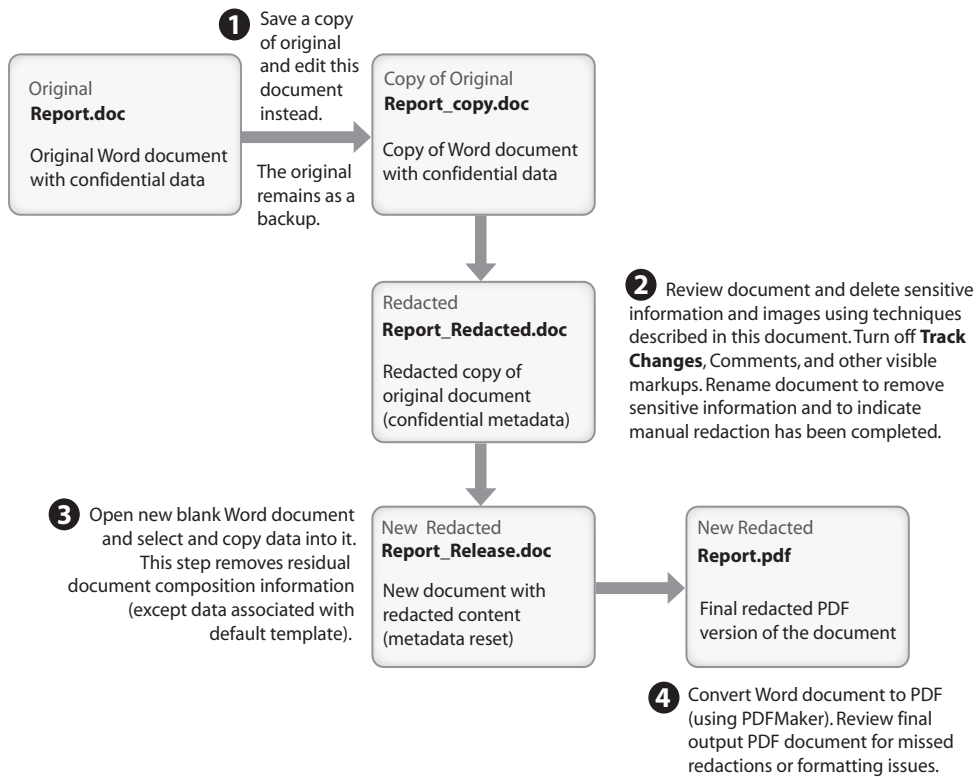 1 Save a copy
of original
and edit this
document
instead.
The original
remains as a
backup.
Original
Report.doc
Original Word document
with confidential data
Copy of Original
Report_copy.doc
Copy of Word document
with confidential data
Redacted
Report_Redacted.doc
Redacted copy of
original document
(confidential metadata)
2 Review document and delete sensitive
information and images using techniques
described in this document. Turn off Track
Changes, Comments, and other visible
markups. Rename document to remove
sensitive information and to indicate
manual redaction has been completed.
3 Open new blank Word document
and select and copy data into it.
This step removes residual
document composition information
(except data associated with
default template).
New Redacted
Report_Release.doc
New document with
redacted content
(metadata reset)
New Redacted
Report.pdf
Final redacted PDF
version of the document
4 Convert Word document to PDF
(using PDFMaker). Review final
output PDF document for missed
redactions or formatting issues.